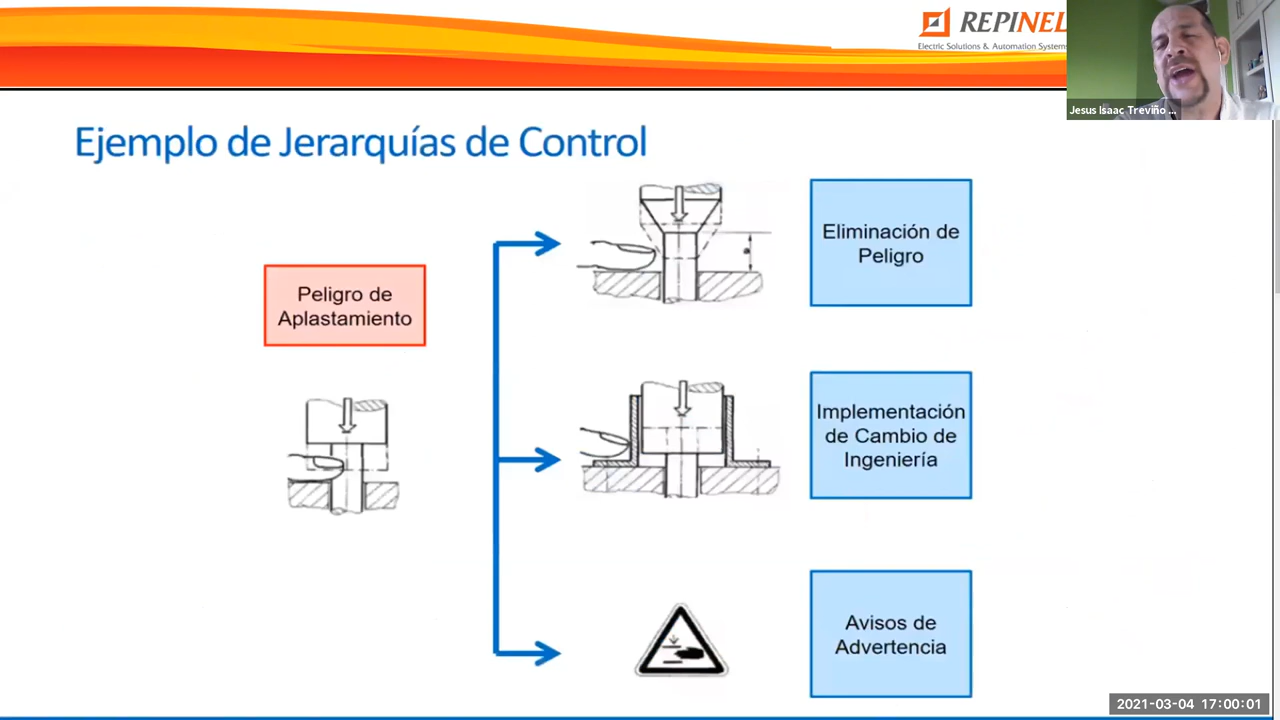 REPINEL
Electric Solutions & Automation Systems
Jesus Isaac Treviño ...
Ejemplo de Jerarquías de Control
Peligro de
Aplastamiento
Eliminación de
Peligro
Implementación
de Cambio de
Ingeniería
Avisos de
Advertencia
2021-03-04 17:00:01